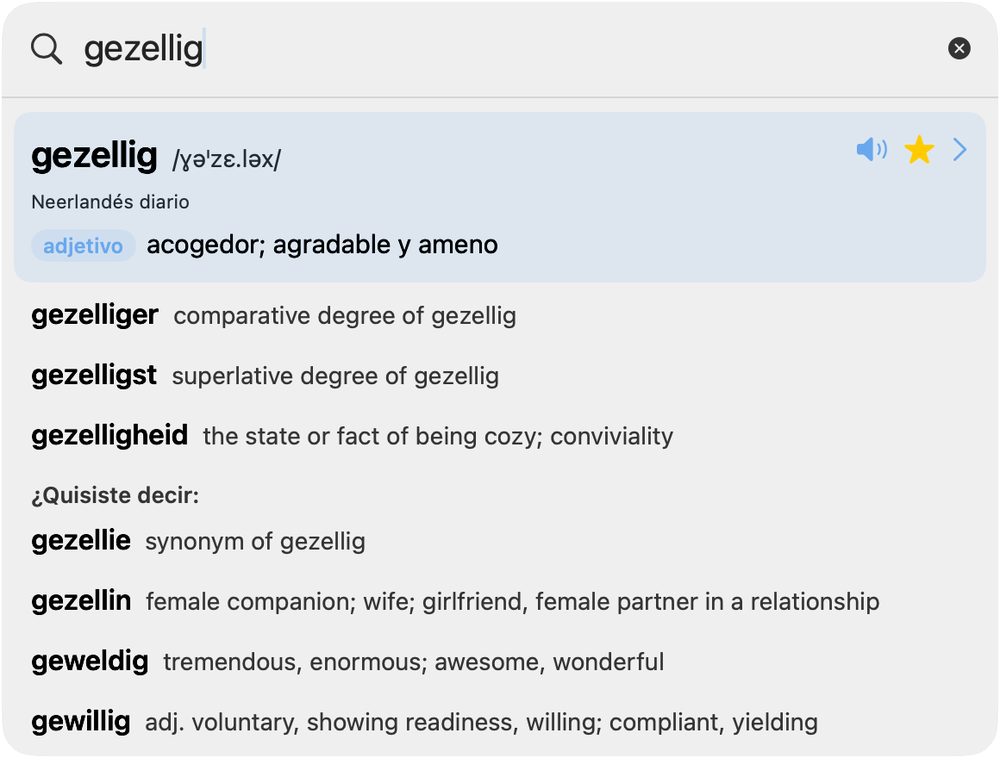 gezellig
gezellig /ɣəˈzɛ.ləx/
Neerlandés diario
adjetivo acogedor; agradable y ameno
gezelliger comparative degree of gezellig
gezelligst superlative degree of gezellig
gezelligheid the state or fact of being cozy; conviviality
¿Quisiste decir:
gezellie synonym of gezellig
gezellin female companion; wife; girlfriend, female partner in a relationship
geweldig tremendous, enormous; awesome, wonderful
gewillig adj. voluntary, showing readiness, willing; compliant, yielding